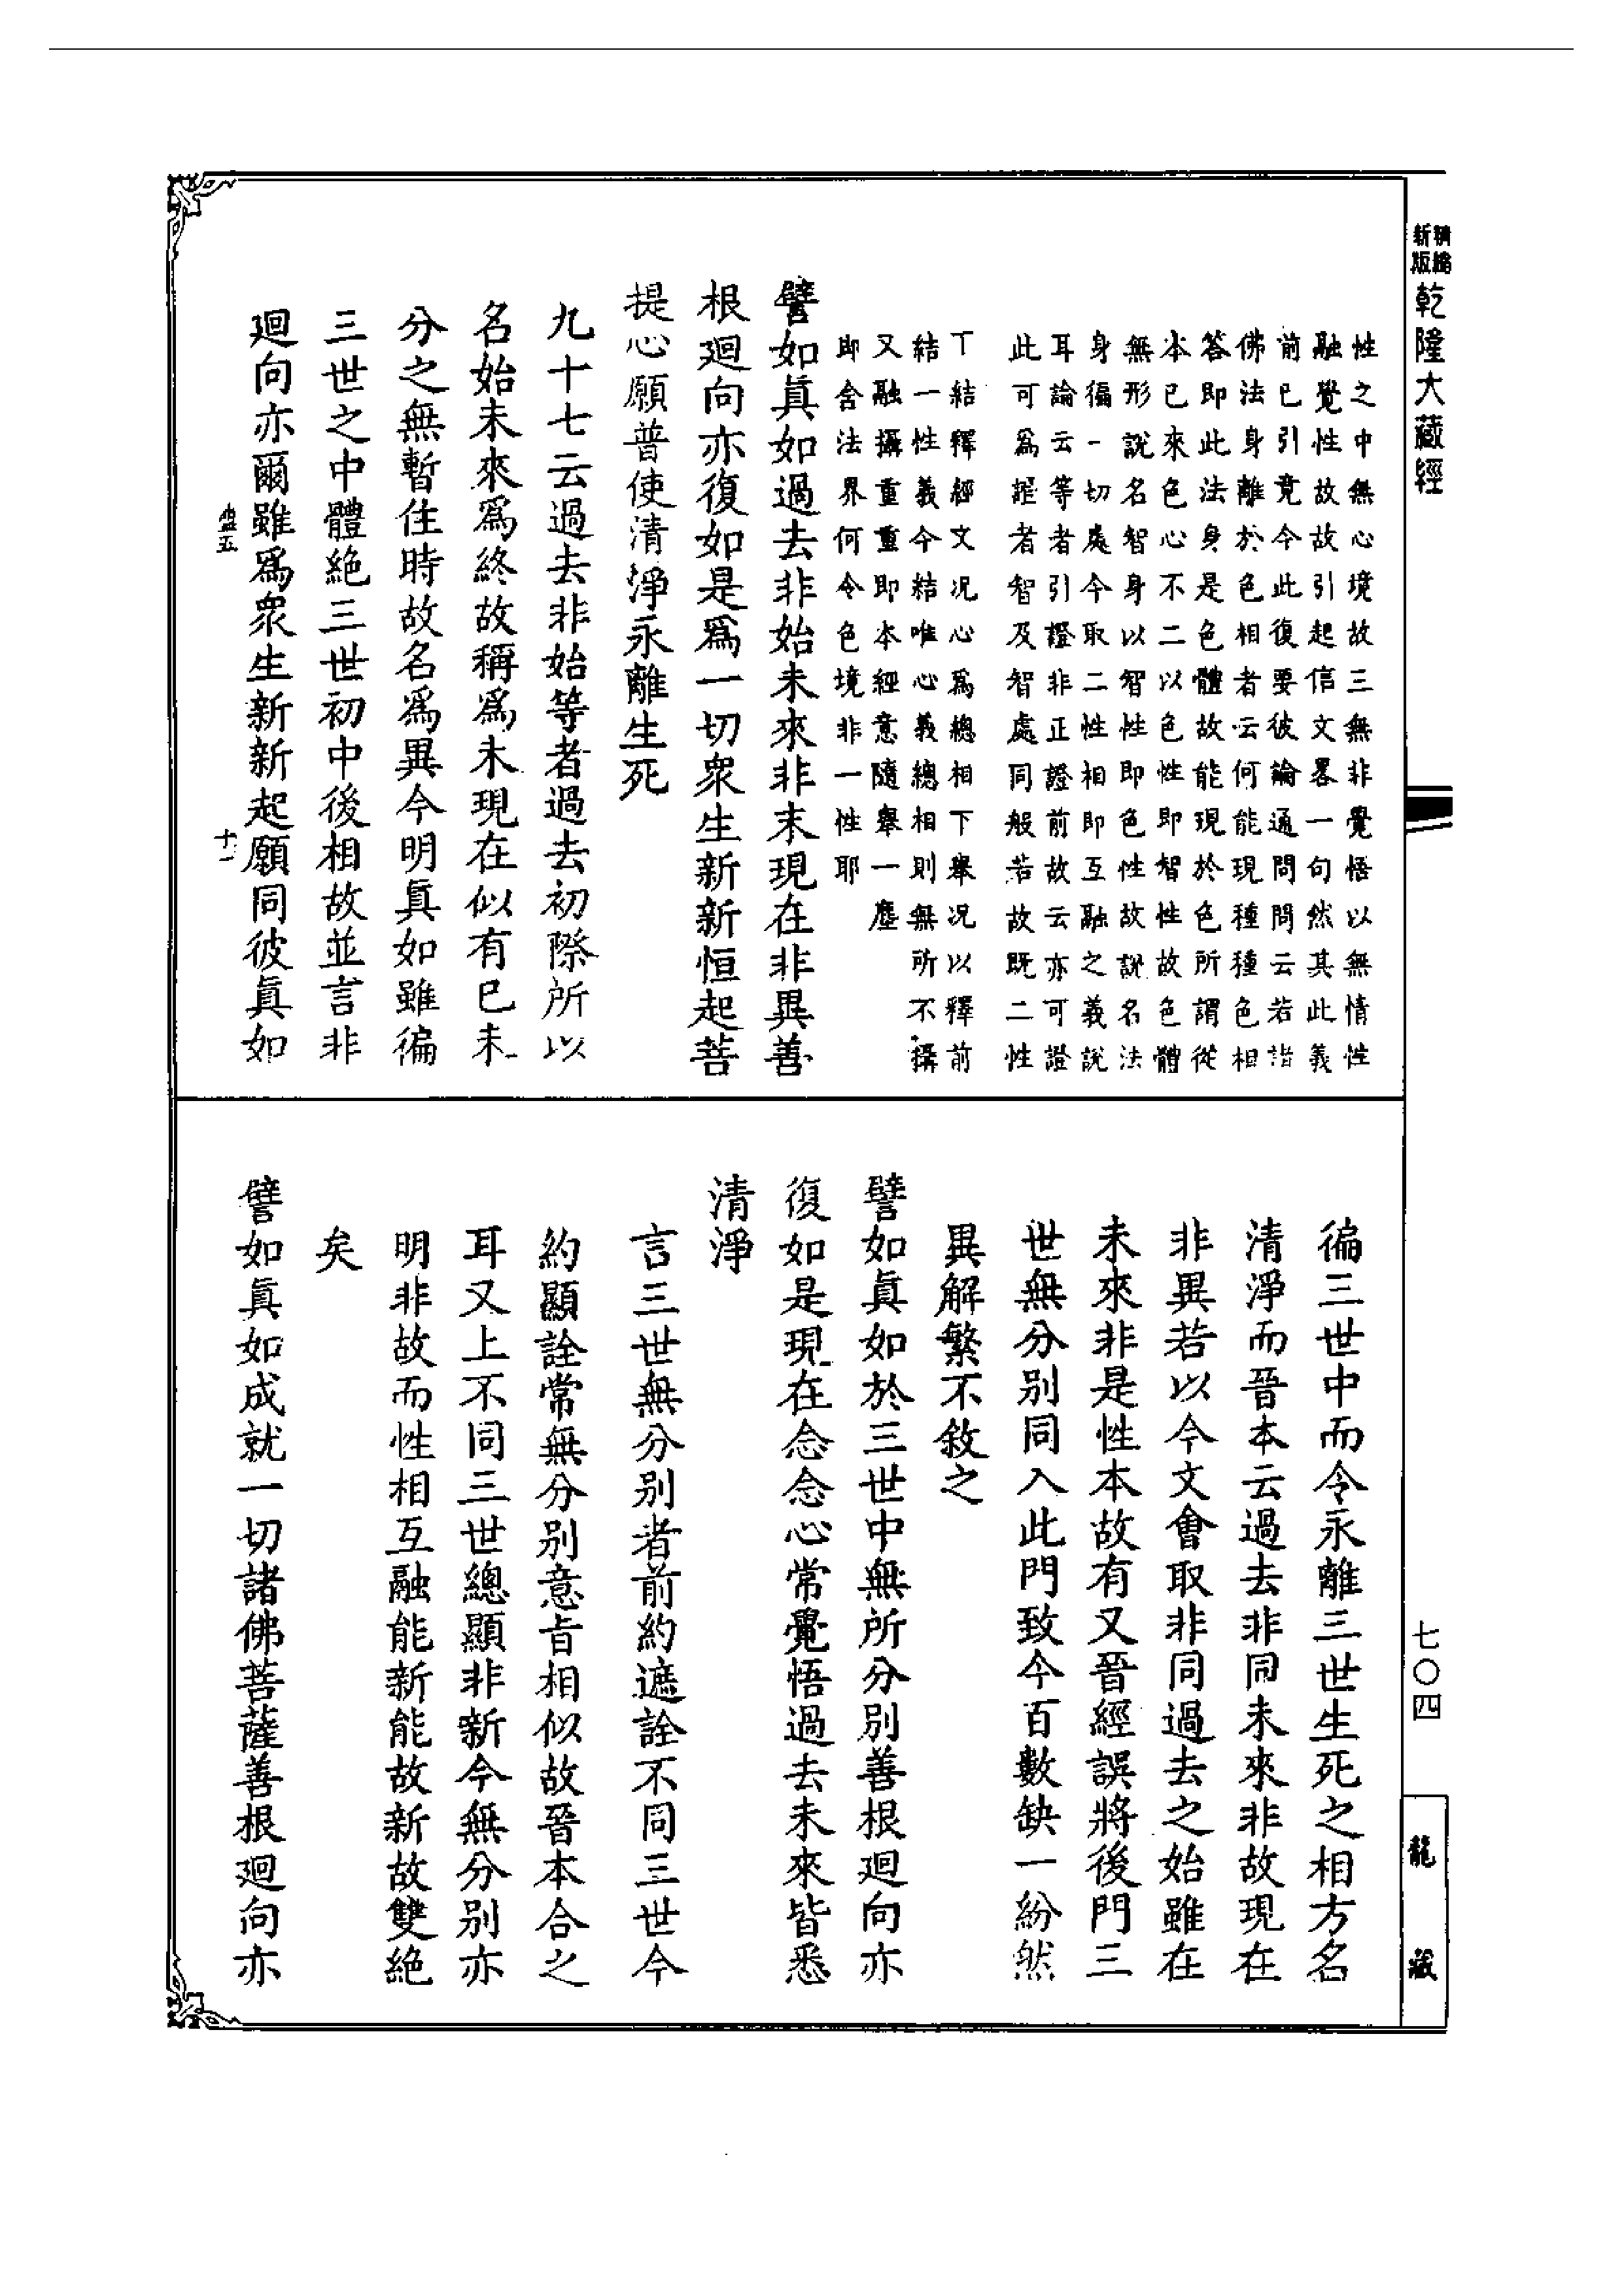 新版
精縮
乾隆大藏經
七〇四
龍藏
性之中無心境故三無非覺悟以無情性
融覺性故故引起信文畧一句然其此義
前已引竟今此復要彼論通問問云若諸
佛法身離於色相者云何能現種種色相
答即此法身是色體故能現於色所謂從
本已來色心不二以色性即智性故色體
無形說名智身以智性即色性故說名法
身徧一切處今取二性相即互融之義說
耳論云等者引證非正證前故云亦可證
此可爲證者智及智處同般若故既二性
下結釋經文況心爲總相下舉況以釋前
結一性義今結唯心義總相則無所不攝
又融攝重重即本經意隨舉一塵
即含法界何令色境非一性耶
譬如眞如過去非始未來非末現在非異善
根迴向亦復如是爲一切衆生新新恒起菩
提心願普使清淨永離生死
九十七云過去非始等者過去初際所以
名始未來爲終故稱爲末現在似有已未
分之無暫住時故名爲異今明眞如雖徧
三世之中體絶三世初中後相故並言非
迴向亦爾雖爲衆生新新起願同彼眞如
盘五
十一
徧三世中而令永離三世生死之相方名
清淨而晉本云過去非同未來非故現在
非異若以今文會取非同過去之始雖在
未來非是性本故有又晉經誤將後門三
世無分別同入此門致今百數缺一紛然
異解繁不敘之
譬如眞如於三世中無所分別善根迴向亦
復如是現在念念心常覺悟過去未來皆悉
清淨
言三世無分別者前約遮詮不同三世今
約顯詮常無分別意旨相似故晉本合之
耳又上不同三世總顯非新今無分別亦
明非故而性相互融能新能故新故雙絶
矣
譬如眞如成就一切諸佛菩薩善根迴向亦